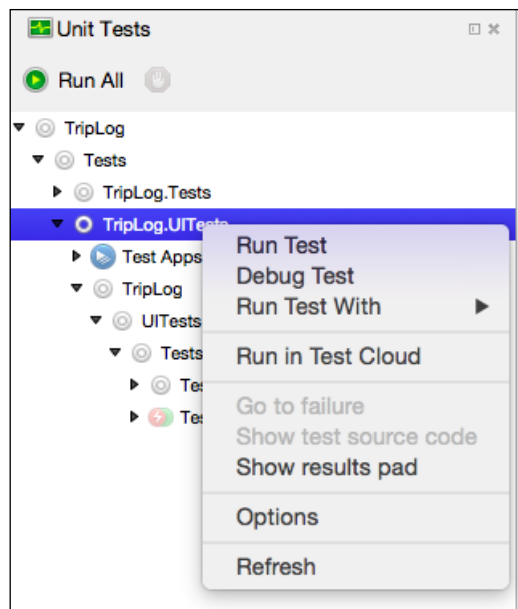 Unit Tests
Run All
TripLog
Tests
TripLog.Tests
TripLog.UITests
Test Apps
TripLog
UITests
Tests
Te
Te
Run Test
Debug Test
Run Test With
Run in Test Cloud
Go to failure
Show test source code
Show results pad
Options
Refresh